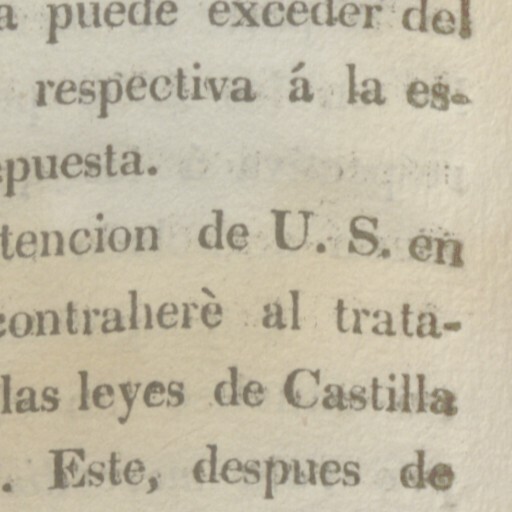 a puede exceder del
respectiva á la es-
epuesta.
tencion de U. S. en
contraherè al trata-
las leyes de Castilla
. Este, despues de